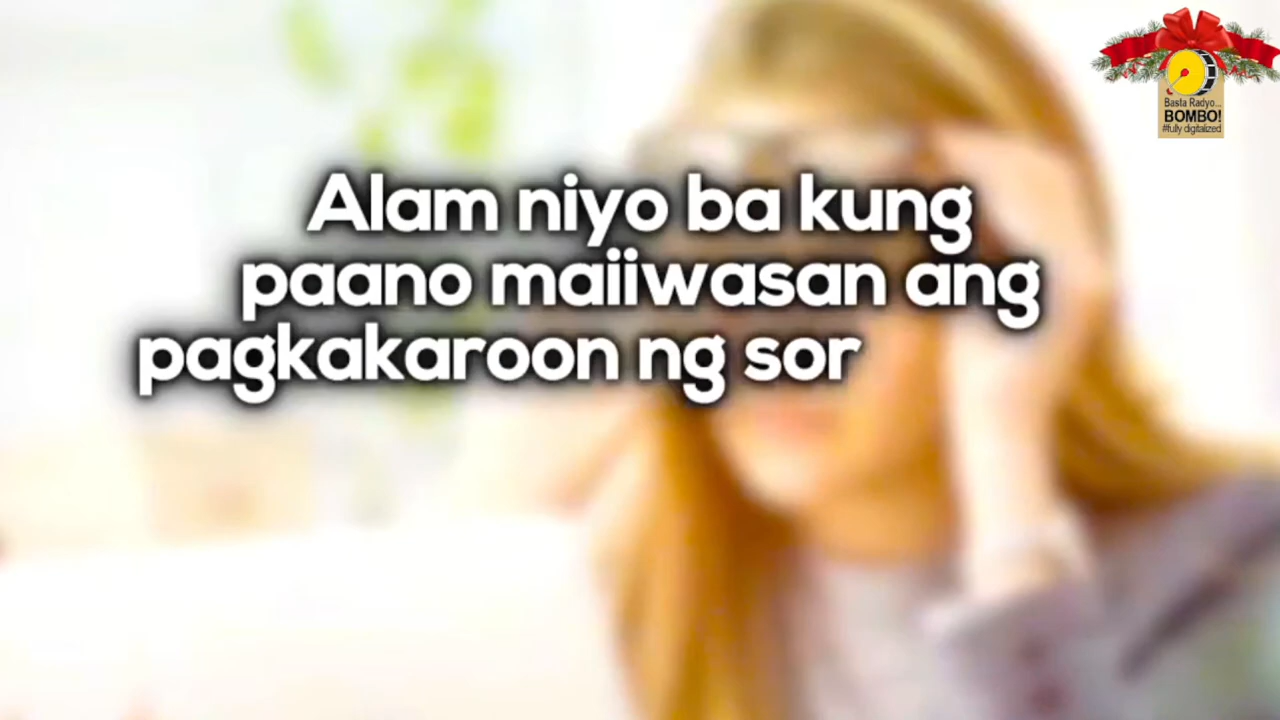 Alam niyo ba kung
paano maiiwasan ang
pagkakaroon ng sor
Basta Radyo...
BOMBO!
#fully digitalized